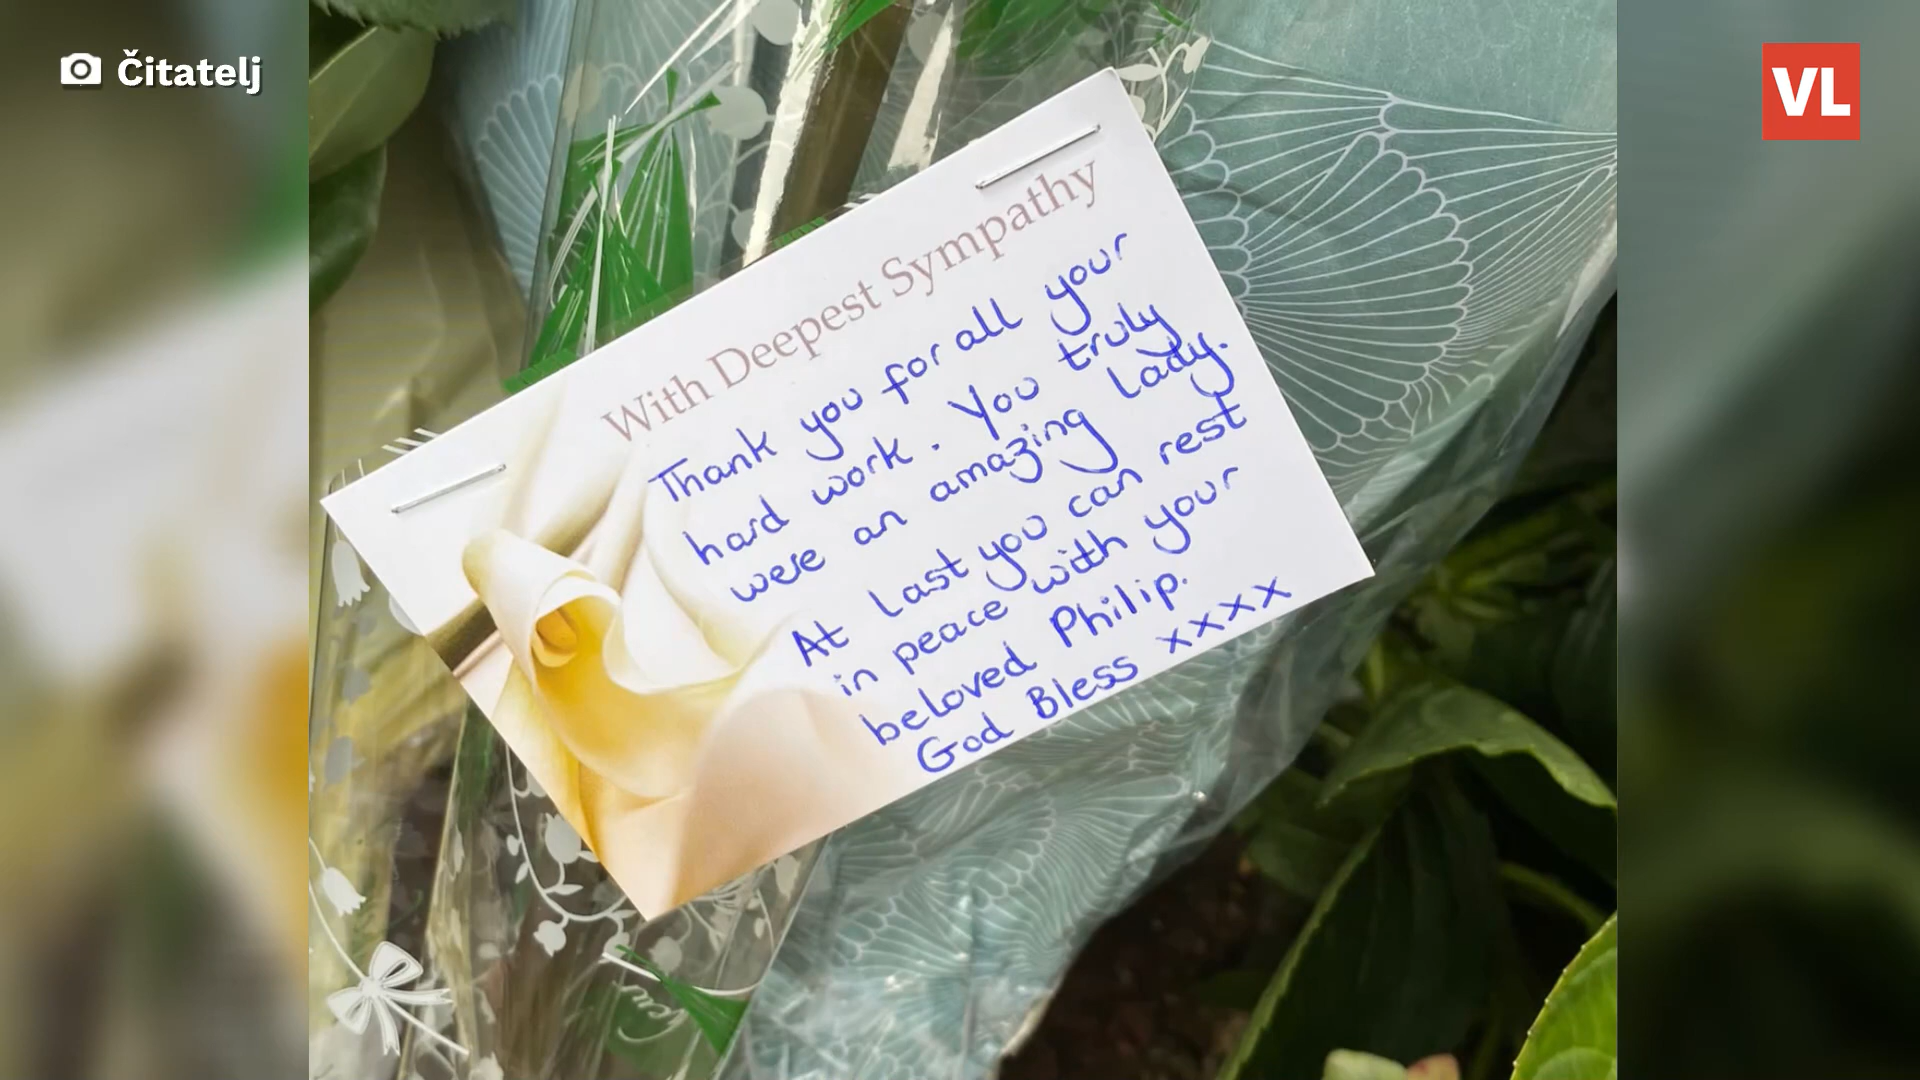 Čitatelj
VL
With Deepest Sympathy
Thank you for all your
hard work. You truly
were an amazing Lady.
At Last you can rest
in peace with your
beloved Philip.
God Bless xxxx